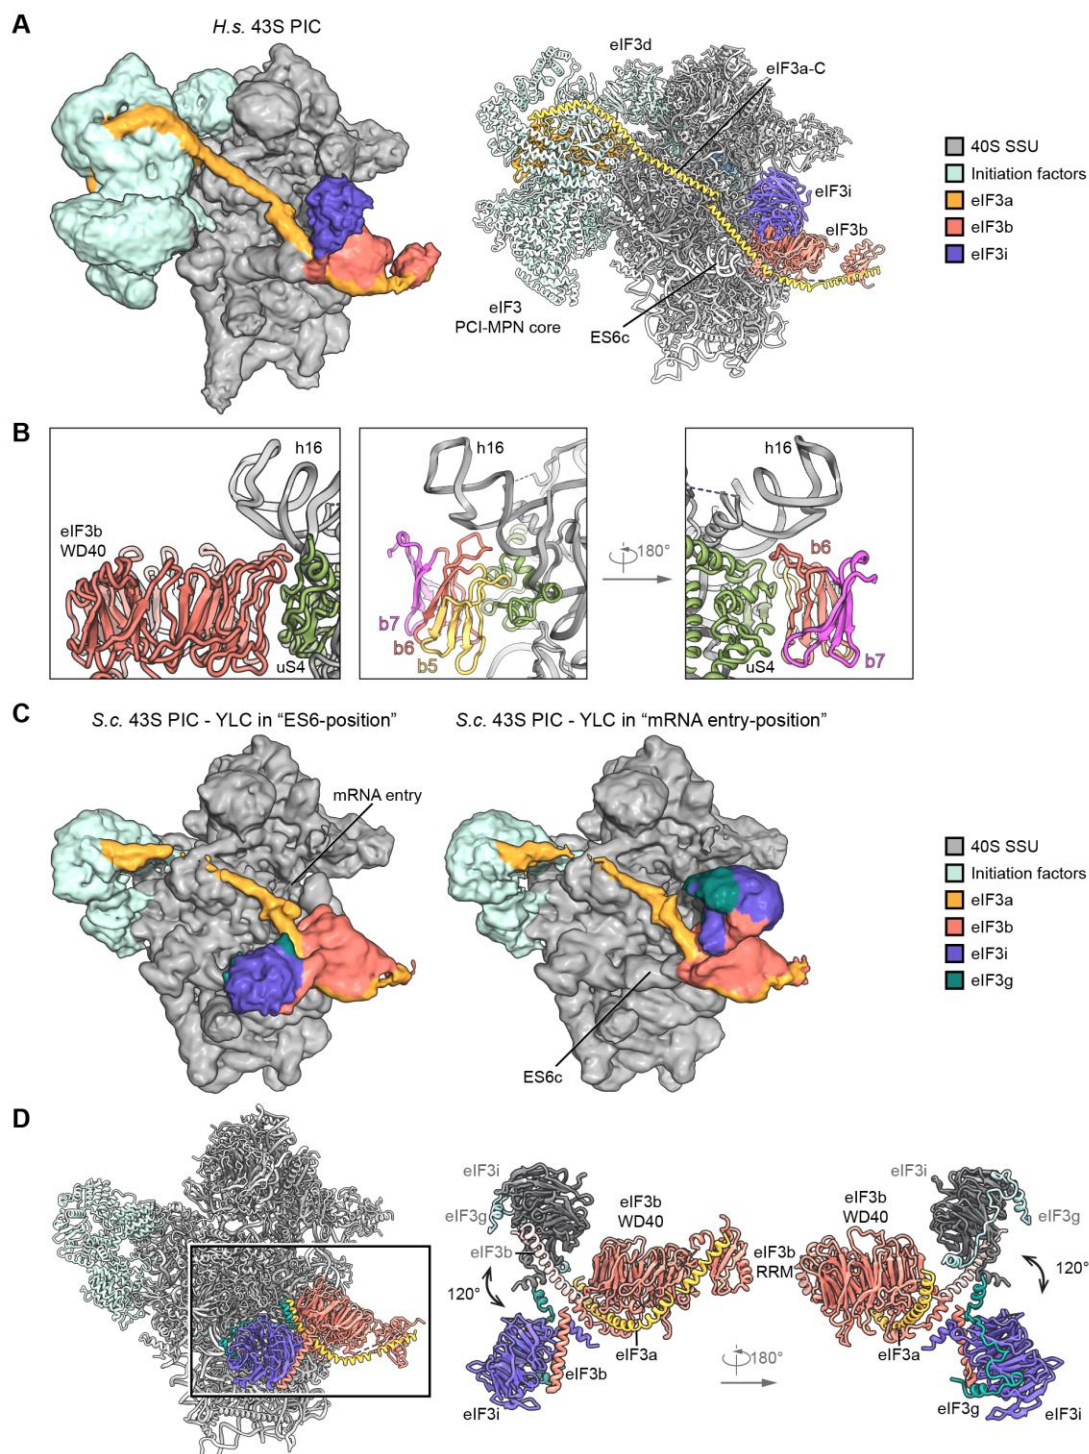 A
H.s. 43S PIC
eIF3d
eIF3a-C
eIF3i
eIF3b
eIF3
PCI-MPN core
ES6c
40S SSU
Initiation factors
eIF3a
eIF3b
eIF3i
B
h16
eIF3b
WD40
uS4
h16
b7
b6
b5
180°
h16
b6
uS4
b7
C
S.c. 43S PIC - YLC in “ES6-position”
S.c. 43S PIC - YLC in “mRNA entry-position”
mRNA entry
ES6c
40S SSU
Initiation factors
eIF3a
eIF3b
eIF3i
eIF3g
D
eIF3i
eIF3g
eIF3b
120°
eIF3b
WD40
eIF3b
RRM
eIF3a
eIF3b
eIF3i
180°
eIF3i
eIF3b
WD40
eIF3g
120°
eIF3a
eIF3g
eIF3i